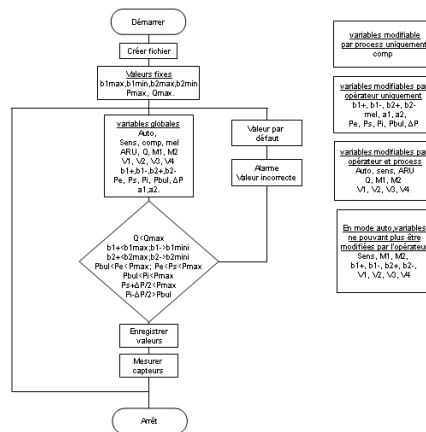 Démarrer
Créer fichier
Valeurs fixes
b1max,b1min,b2max,b2min
Pmax, Qmax.
variables globales
Auto,
Sens, comp, mel
ARU, Q, M1, M2
V1, V2, V3, V4
b1+,b1-,b2+,b2-
Pe, Ps, Pi, Pbul, ΔP
a1,a2.
Valeur par
défaut
Alarme
Valeur incorrecte
Q<Qmax
b1+<b1max;b1->b1mini
b2+<b2max;b2->b2mini
Pbul<Pe<Pmax; Pe<Ps<Pmax
Pbul<Pi<Pmax
Ps+ΔP/2<Pmax
Pi-ΔP/2>Pbul
Enregistrer
valeurs
Mesurer
capteurs
Arrêt
variables modifiable
par process uniquement
comp
variables modifiables par
opérateur uniquement
b1+, b1-, b2+, b2-
mel, a1, a2,
Pe, Ps, Pi, Pbul, ΔP
variables modifiables par
opérateur et process
Auto, sens, ARU
Q, M1, M2
V1, V2, V3, V4
En mode auto,variables
ne pouvant plus être
modifiées par l'opérateur
Sens, M1, M2,
b1+, b1-, b2+, b2-,
V1, V2, V3, V4